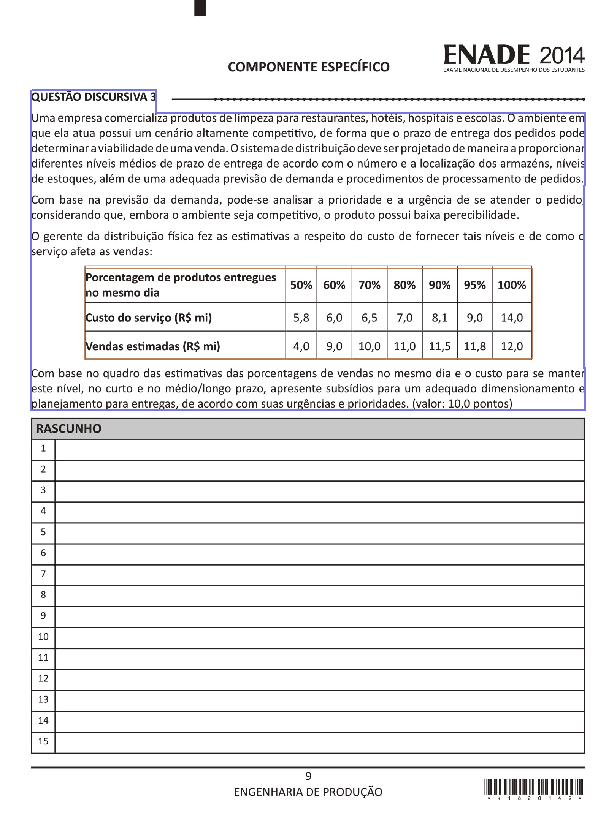 ENADE 2014
EXAME NACIONAL DE DESEMPENHO DOS ESTUDANTES
COMPONENTE ESPECÍFICO
QUESTÃO DISCURSIVA 3
Uma empresa comercializa produtos de limpeza para restaurantes, hotéis, hospitais e escolas. O ambiente em
que ela atua possui um cenário altamente competitivo, de forma que o prazo de entrega dos pedidos pode
determinar a viabilidade de uma venda. O sistema de distribuição deve ser projetado de maneira a proporcionar
diferentes níveis médios de prazo de entrega de acordo com o número e a localização dos armazéns, níveis
de estoques, além de uma adequada previsão de demanda e procedimentos de processamento de pedidos.
Com base na previsão da demanda, pode-se analisar a prioridade e a urgência de se atender o pedido,
considerando que, embora o ambiente seja competitivo, o produto possui baixa perecibilidade.
O gerente da distribuição física fez as estimativas a respeito do custo de fornecer tais níveis e de como o
serviço afeta as vendas:
Porcentagem de produtos entregues
no mesmo dia 50% 60% 70% 80% 90% 95% 100%
Custo do serviço (R$ mi) 5,8 6,0 6,5 7,0 8,1 9,0 14,0
Vendas estimadas (R$ mi) 4,0 9,0 10,0 11,0 11,5 11,8 12,0
Com base no quadro das estimativas das porcentagens de vendas no mesmo dia e o custo para se manter
este nível, no curto e no médio/longo prazo, apresente subsídios para um adequado dimensionamento e
planejamento para entregas, de acordo com suas urgências e prioridades. (valor: 10,0 pontos)
RASCUNHO
1
2
3
4
5
6
7
8
9
10
11
12
13
14
15
9
ENGENHARIA DE PRODUÇÃO